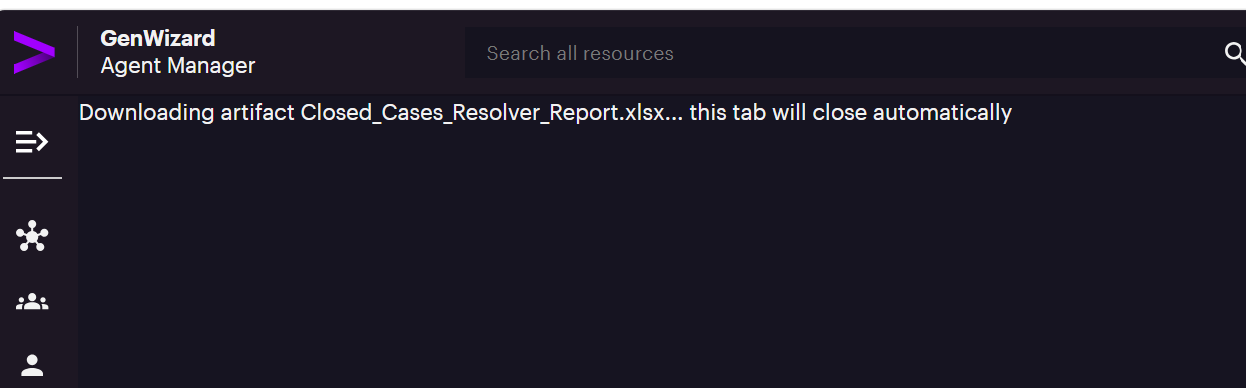 GenWizard
Agent Manager
Search all resources
Downloading artifact Closed_Cases_Resolver_Report.xlsx... this tab will close automatically